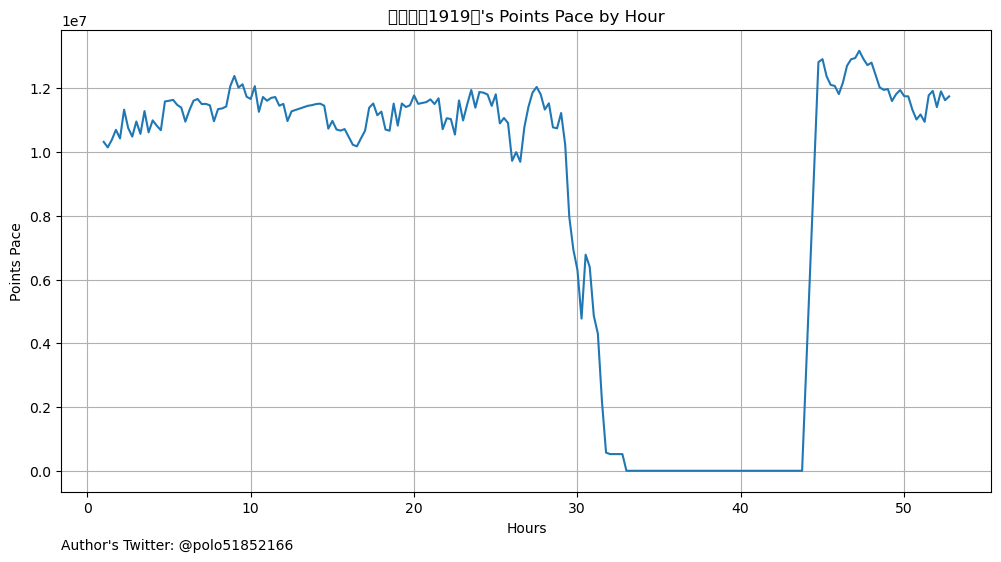 ▯▯▯▯1919▯'s Points Pace by Hour
1e7
1.2
1.0
0.8
0.6
0.4
0.2
0.0
Points Pace
0
10
20
30
40
50
Hours
Author's Twitter: @polo51852166